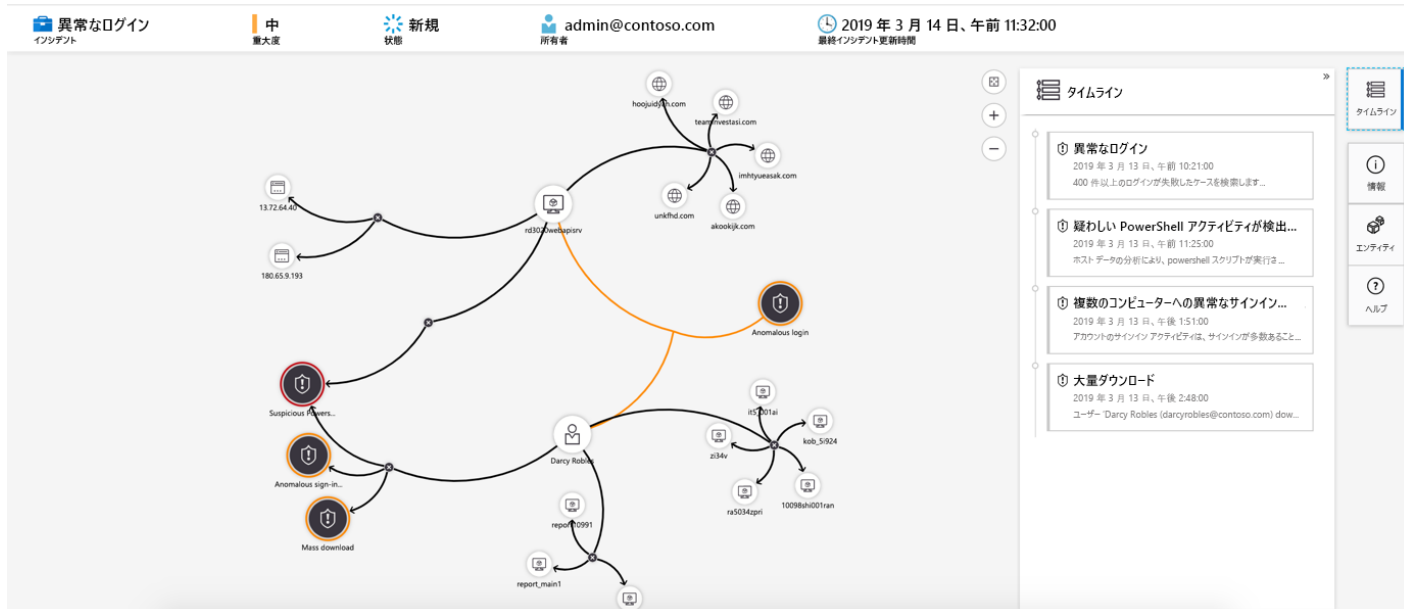 異常なログイン
インシデント
中
重大度
新規
状態
admin@contoso.com
所有者
2019 年 3 月 14 日、午前 11:32:00
最終インシデント更新時間
hoojuidyjh.com
teaminvestasi.com
imhtyueasak.com
unkfhd.com
akookijk.com
13.72.64.40
180.65.9.193
rd3020webapisrv
Anomalous login
Suspicious Powers...
Anomalous sign-in...
Mass download
Darcy Robles
zi34v
kob_5i924
ra5034zpri
10098shi001ran
report10991
report_main1
タイムライン
異常なログイン
2019 年 3 月 13 日、午前 10:21:00
400 件以上のログインが失敗したケースを検索します...
疑わしい PowerShell アクティビティが検出...
2019 年 3 月 13 日、午前 11:25:00
ホスト データの分析により、powershell スクリプトが実行さ...
複数のコンピューターへの異常なサインイン...
2019 年 3 月 13 日、午後 1:51:00
アカウントのサインイン アクティビティは、サインインが多数あること...
大量ダウンロード
2019 年 3 月 13 日、午後 2:48:00
ユーザー 'Darcy Robles (darcyrobles@contoso.com) dow...
タイムライン
情報
エンティティ
ヘルプ